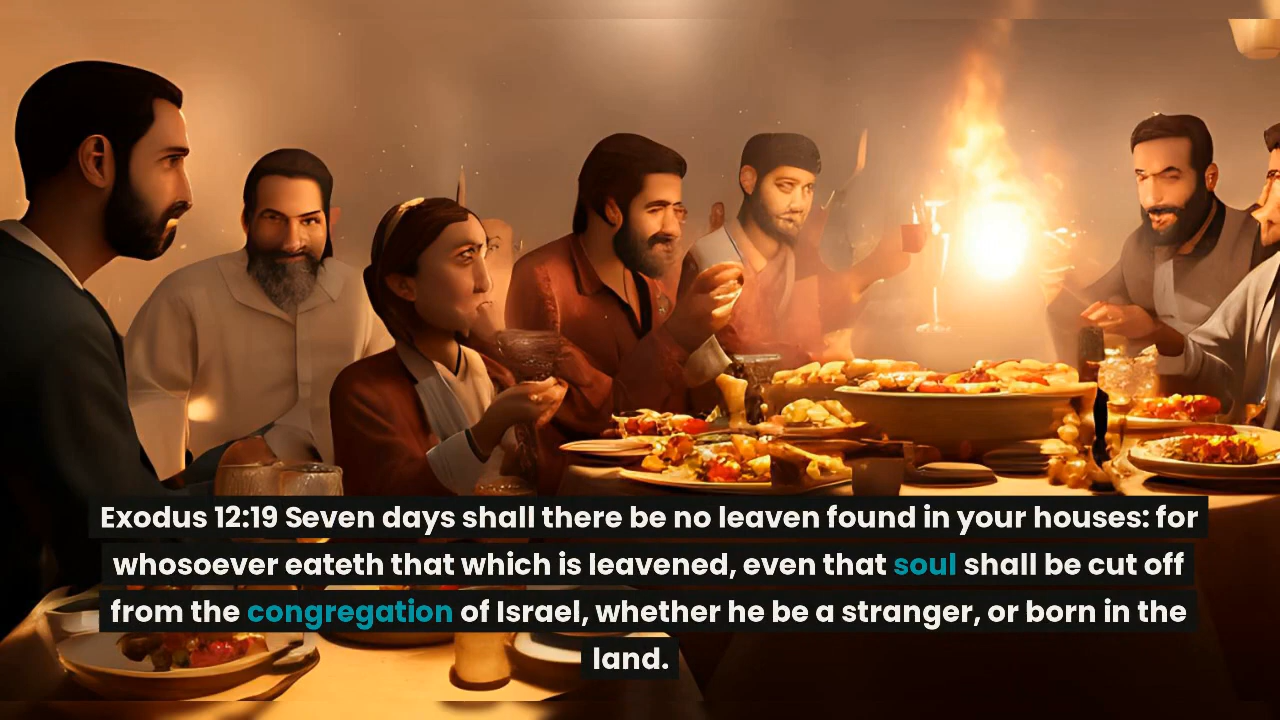 Exodus 12:19 Seven days shall there be no leaven found in your houses: for
whosoever eateth that which is leavened, even that soul shall be cut off
from the congregation of Israel, whether he be a stranger, or born in the
land.